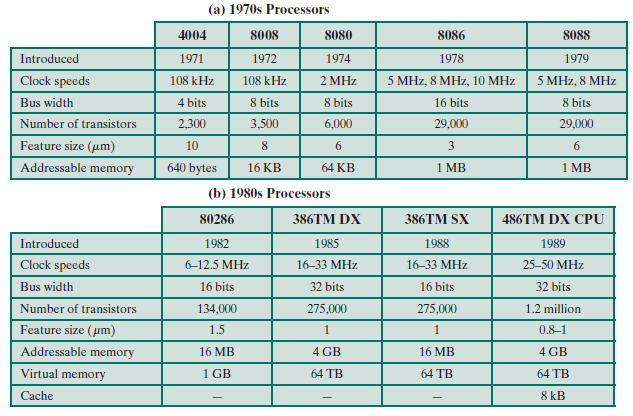 (a) 1970s Processors
4004 8008 8080 8086 8088
Introduced 1971 1972 1974 1978 1979
Clock speeds 108 kHz 108 kHz 2 MHz 5 MHz, 8 MHz, 10 MHz 5 MHz, 8 MHz
Bus width 4 bits 8 bits 8 bits 16 bits 8 bits
Number of transistors 2,300 3,500 6,000 29,000 29,000
Feature size (μm) 10 8 6 3 6
Addressable memory 640 bytes 16 KB 64 KB 1 MB 1 MB
(b) 1980s Processors
80286 386TM DX 386TM SX 486TM DX CPU
Introduced 1982 1985 1988 1989
Clock speeds 6–12.5 MHz 16–33 MHz 16–33 MHz 25–50 MHz
Bus width 16 bits 32 bits 16 bits 32 bits
Number of transistors 134,000 275,000 275,000 1.2 million
Feature size (μm) 1.5 1 1 0.8–1
Addressable memory 16 MB 4 GB 16 MB 4 GB
Virtual memory 1 GB 64 TB 64 TB 64 TB
Cache — — — 8 kB